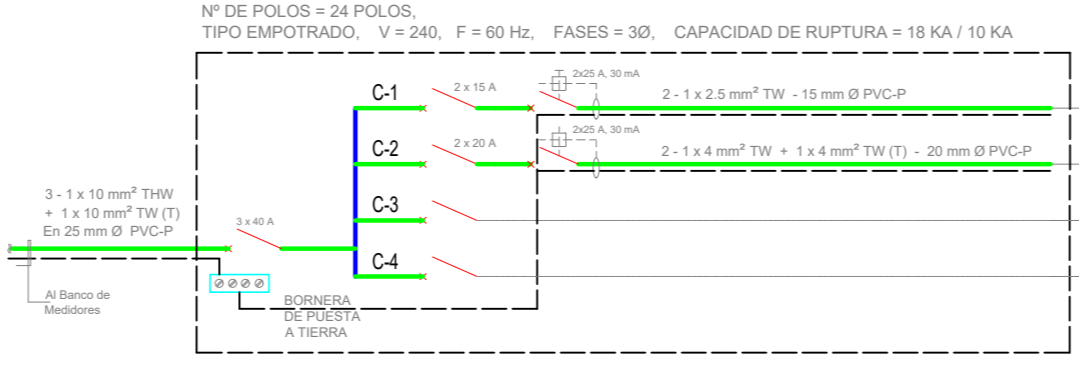 Nº DE POLOS = 24 POLOS,
TIPO EMPOTRADO, V = 240, F = 60 Hz, FASES = 3Ø, CAPACIDAD DE RUPTURA = 18 KA / 10 KA
C-1
2 x 15 A
T
2x25 A, 30 mA
2 - 1 x 2.5 mm² TW - 15 mm Ø PVC-P
C-2
2 x 20 A
T
2x25 A, 30 mA
2 - 1 x 4 mm² TW + 1 x 4 mm² TW (T) - 20 mm Ø PVC-P
3 - 1 x 10 mm² THW
+ 1 x 10 mm² TW (T)
En 25 mm Ø PVC-P
3 x 40 A
C-3
C-4
Al Banco de
Medidores
BORNERA
DE PUESTA
A TIERRA